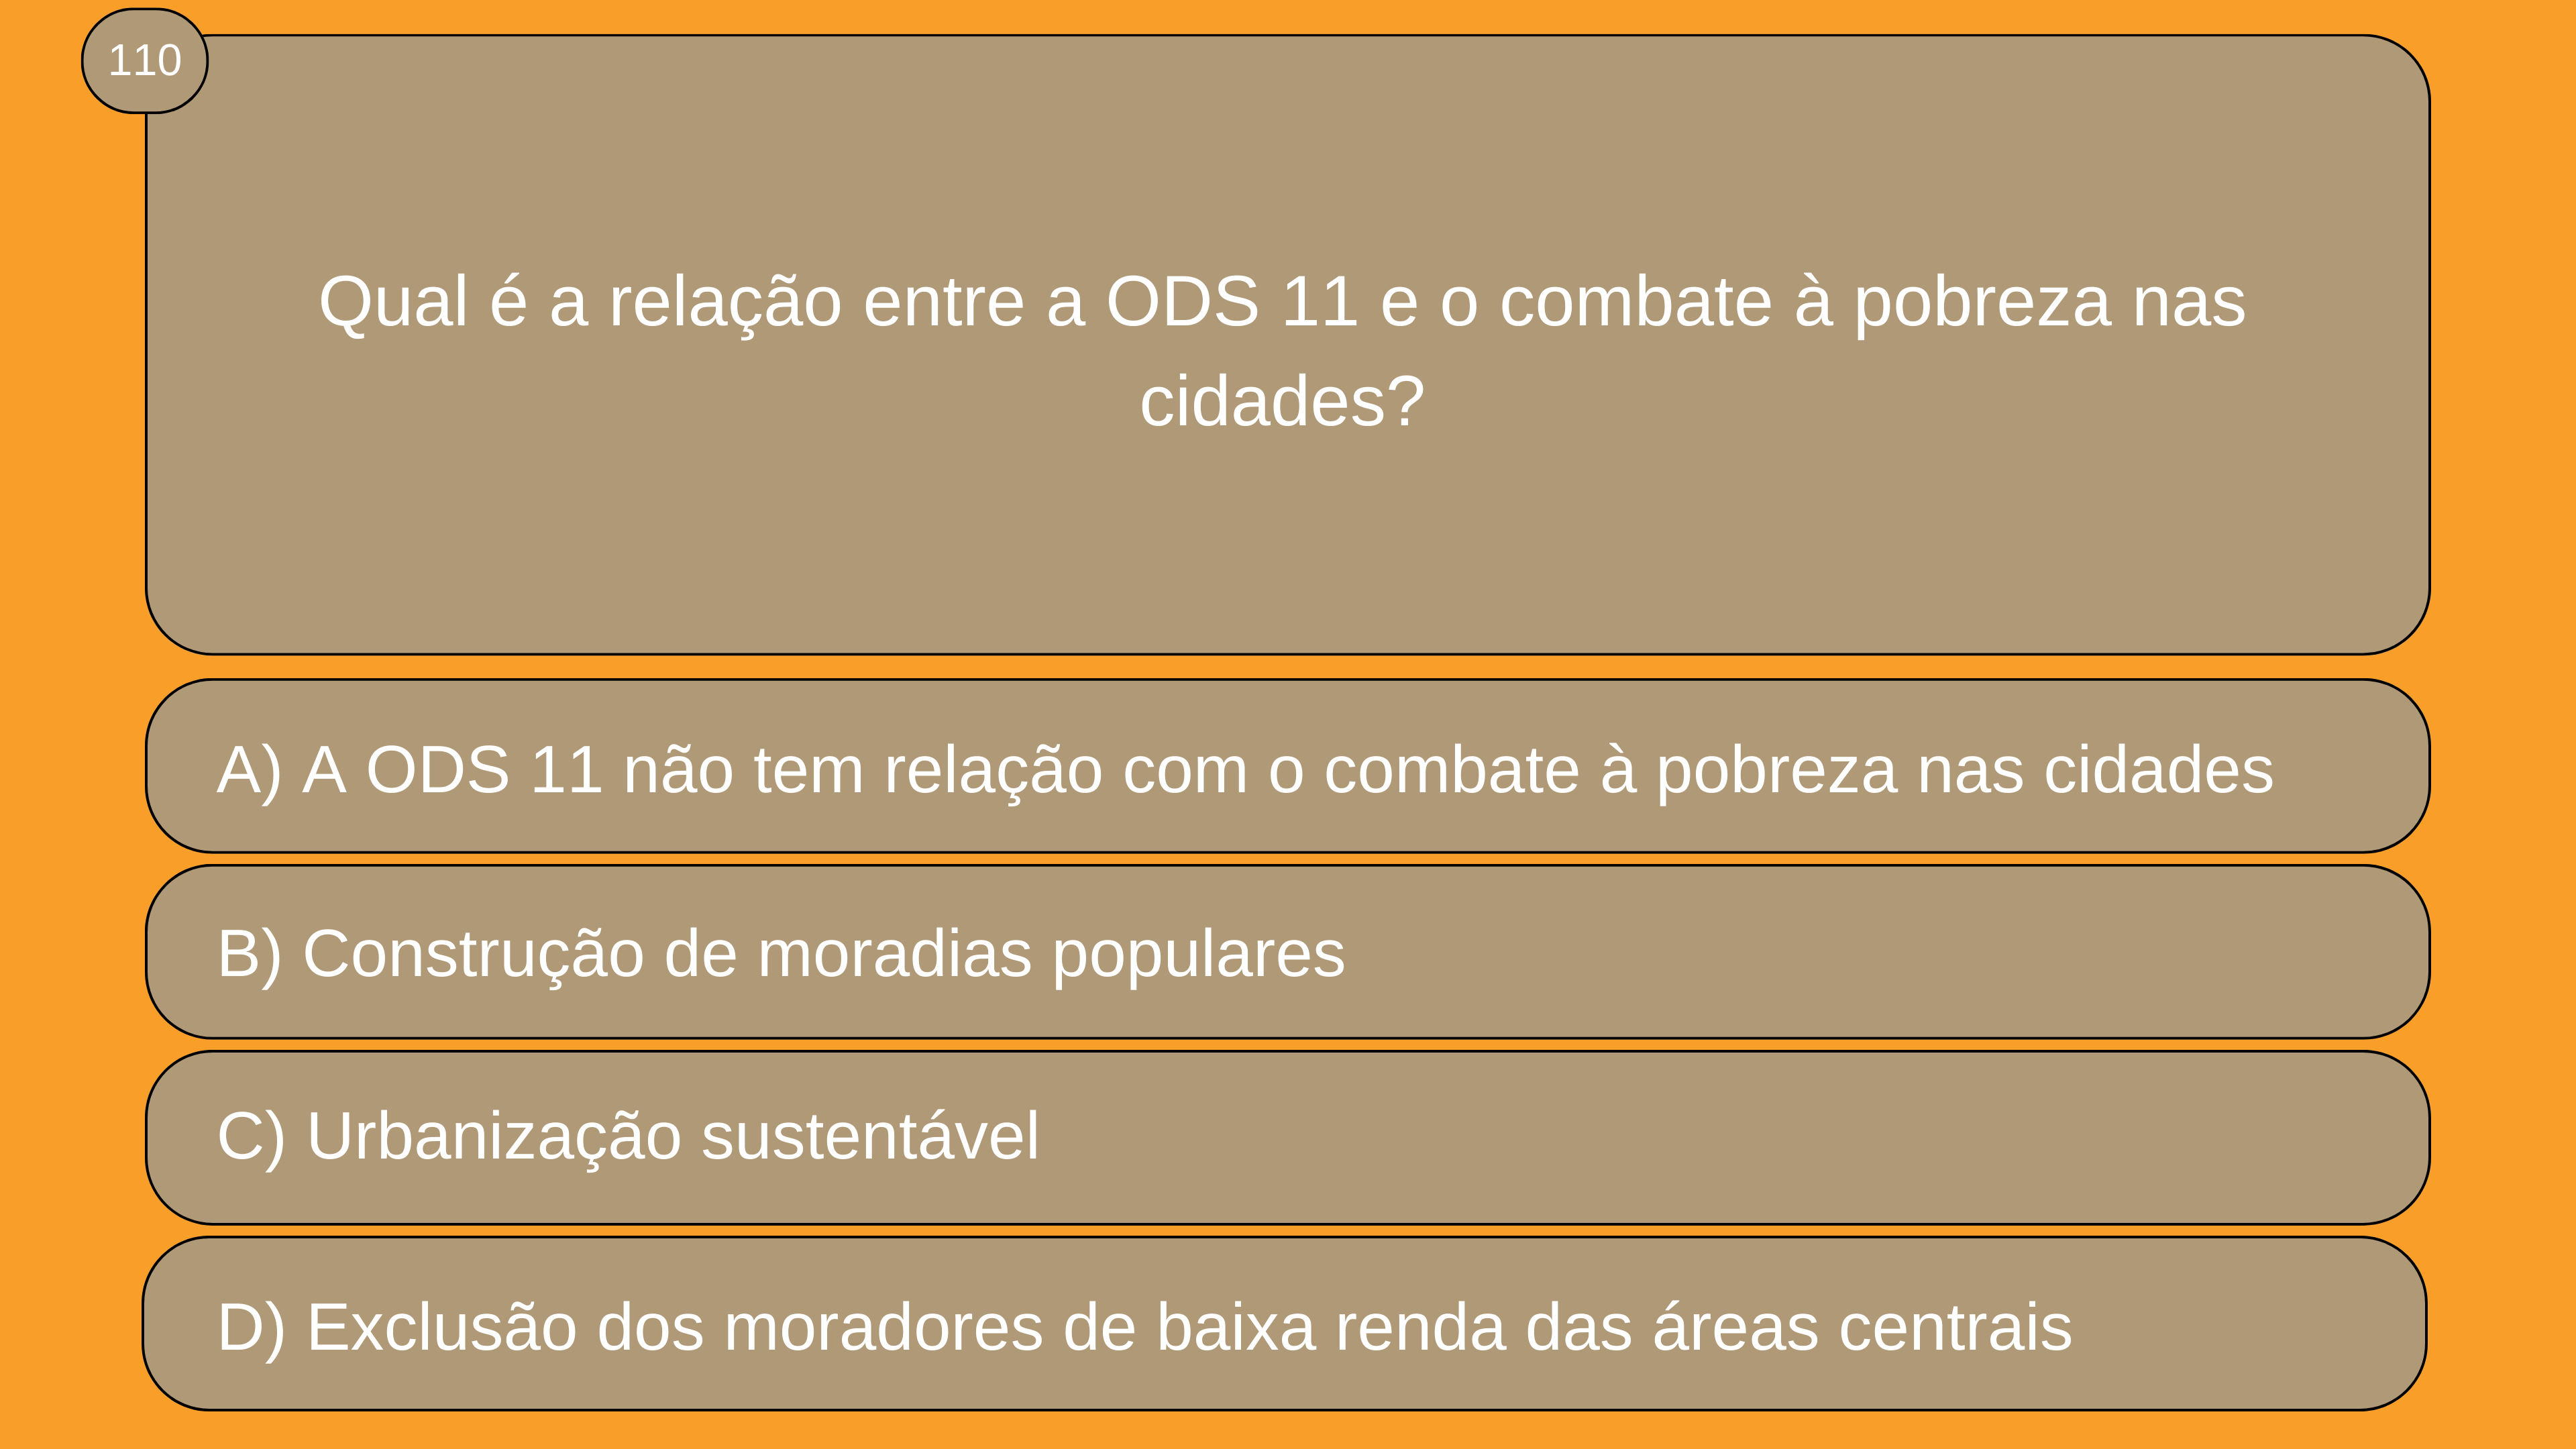 110
Qual é a relação entre a ODS 11 e o combate à pobreza nas
cidades?
A) A ODS 11 não tem relação com o combate à pobreza nas cidades
B) Construção de moradias populares
C) Urbanização sustentável
D) Exclusão dos moradores de baixa renda das áreas centrais